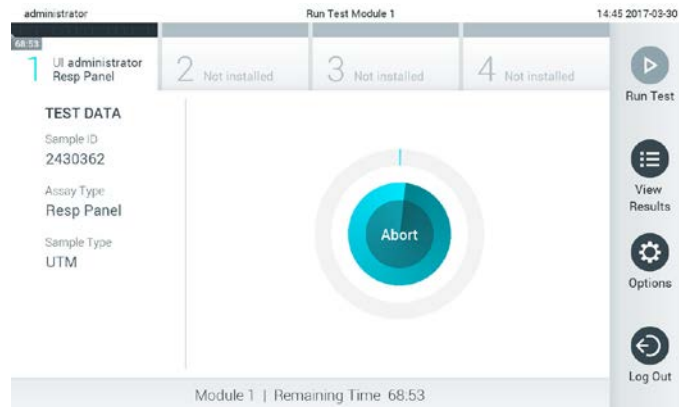 administrator Run Test Module 1 14:45 2017-03-30
68:53
1 UI administrator
Resp Panel
2 Not installed
3 Not installed
4 Not installed
Run Test
TEST DATA
Sample ID
2430362
Assay Type
Resp Panel
Sample Type
UTM
Abort
View
Results
Options
Log Out
Module 1 | Remaining Time 68:53